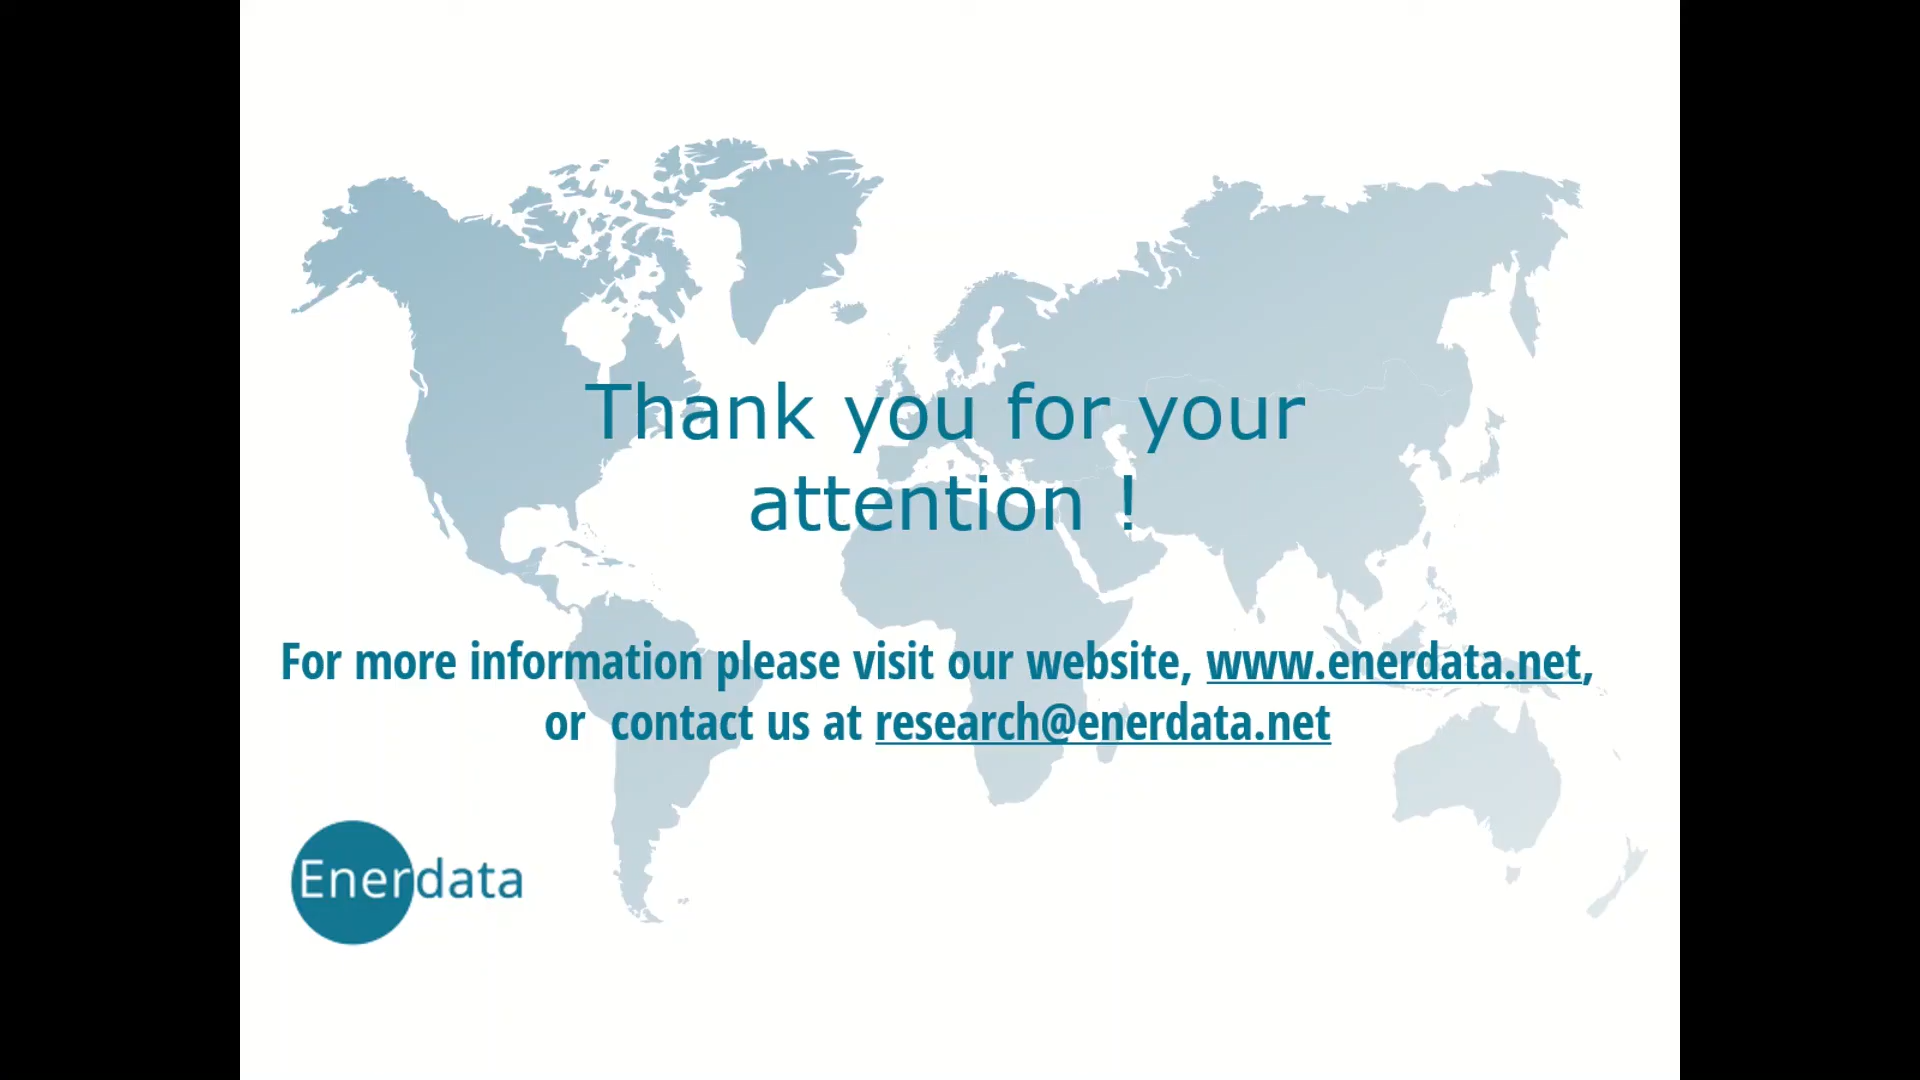 Thank you for your
attention !
For more information please visit our website, www.enerdata.net,
or  contact us at research@enerdata.net
Enerdata